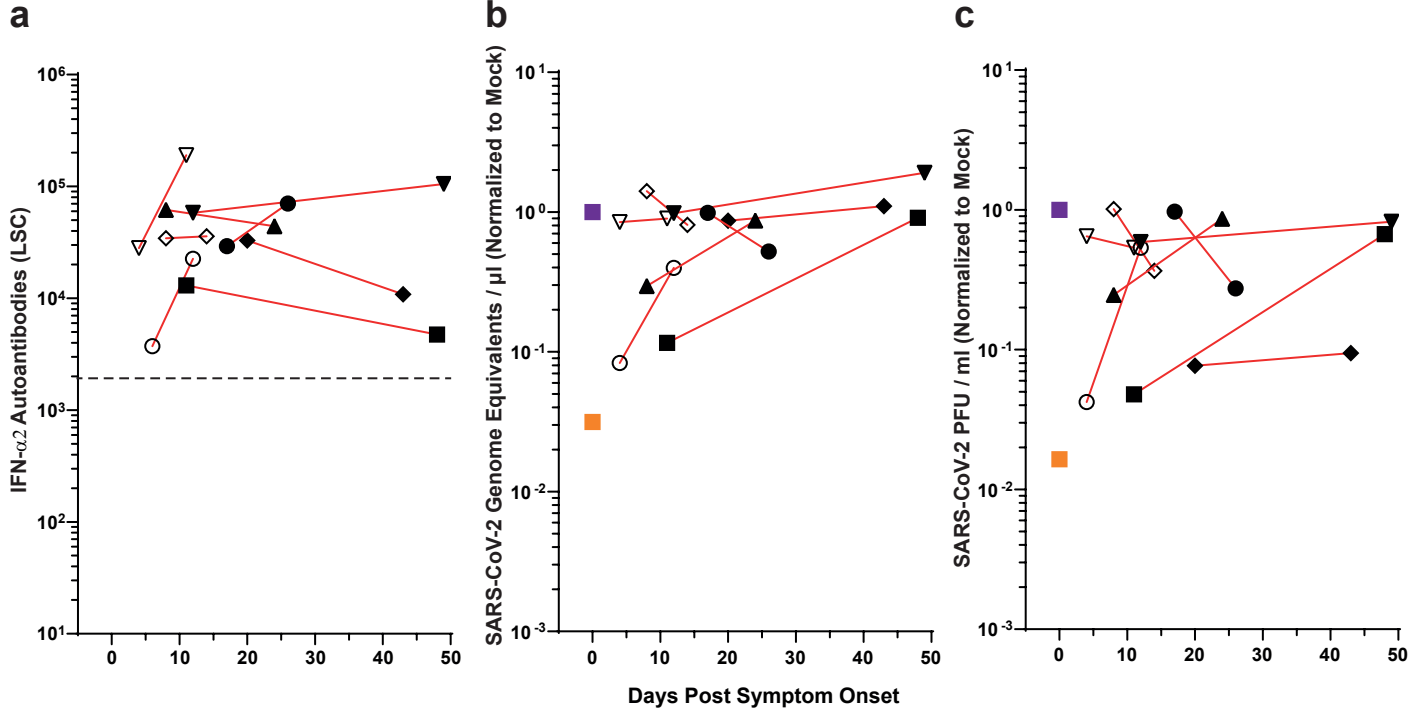 a
IFN-α2 Autoantibodies (LSC)
10^6
10^5
10^4
10^3
10^2
10^1
0 10 20 30 40 50
b
SARS-CoV-2 Genome Equivalents / µl (Normalized to Mock)
10^1
10^0
10^-1
10^-2
10^-3
0 10 20 30 40 50
Days Post Symptom Onset
c
SARS-CoV-2 PFU / ml (Normalized to Mock)
10^1
10^0
10^-1
10^-2
10^-3
0 10 20 30 40 50